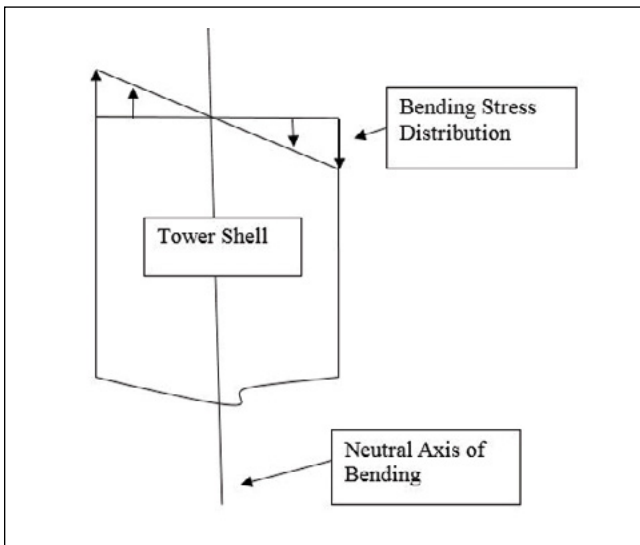 Bending Stress
Distribution
Tower Shell
Neutral Axis of
Bending